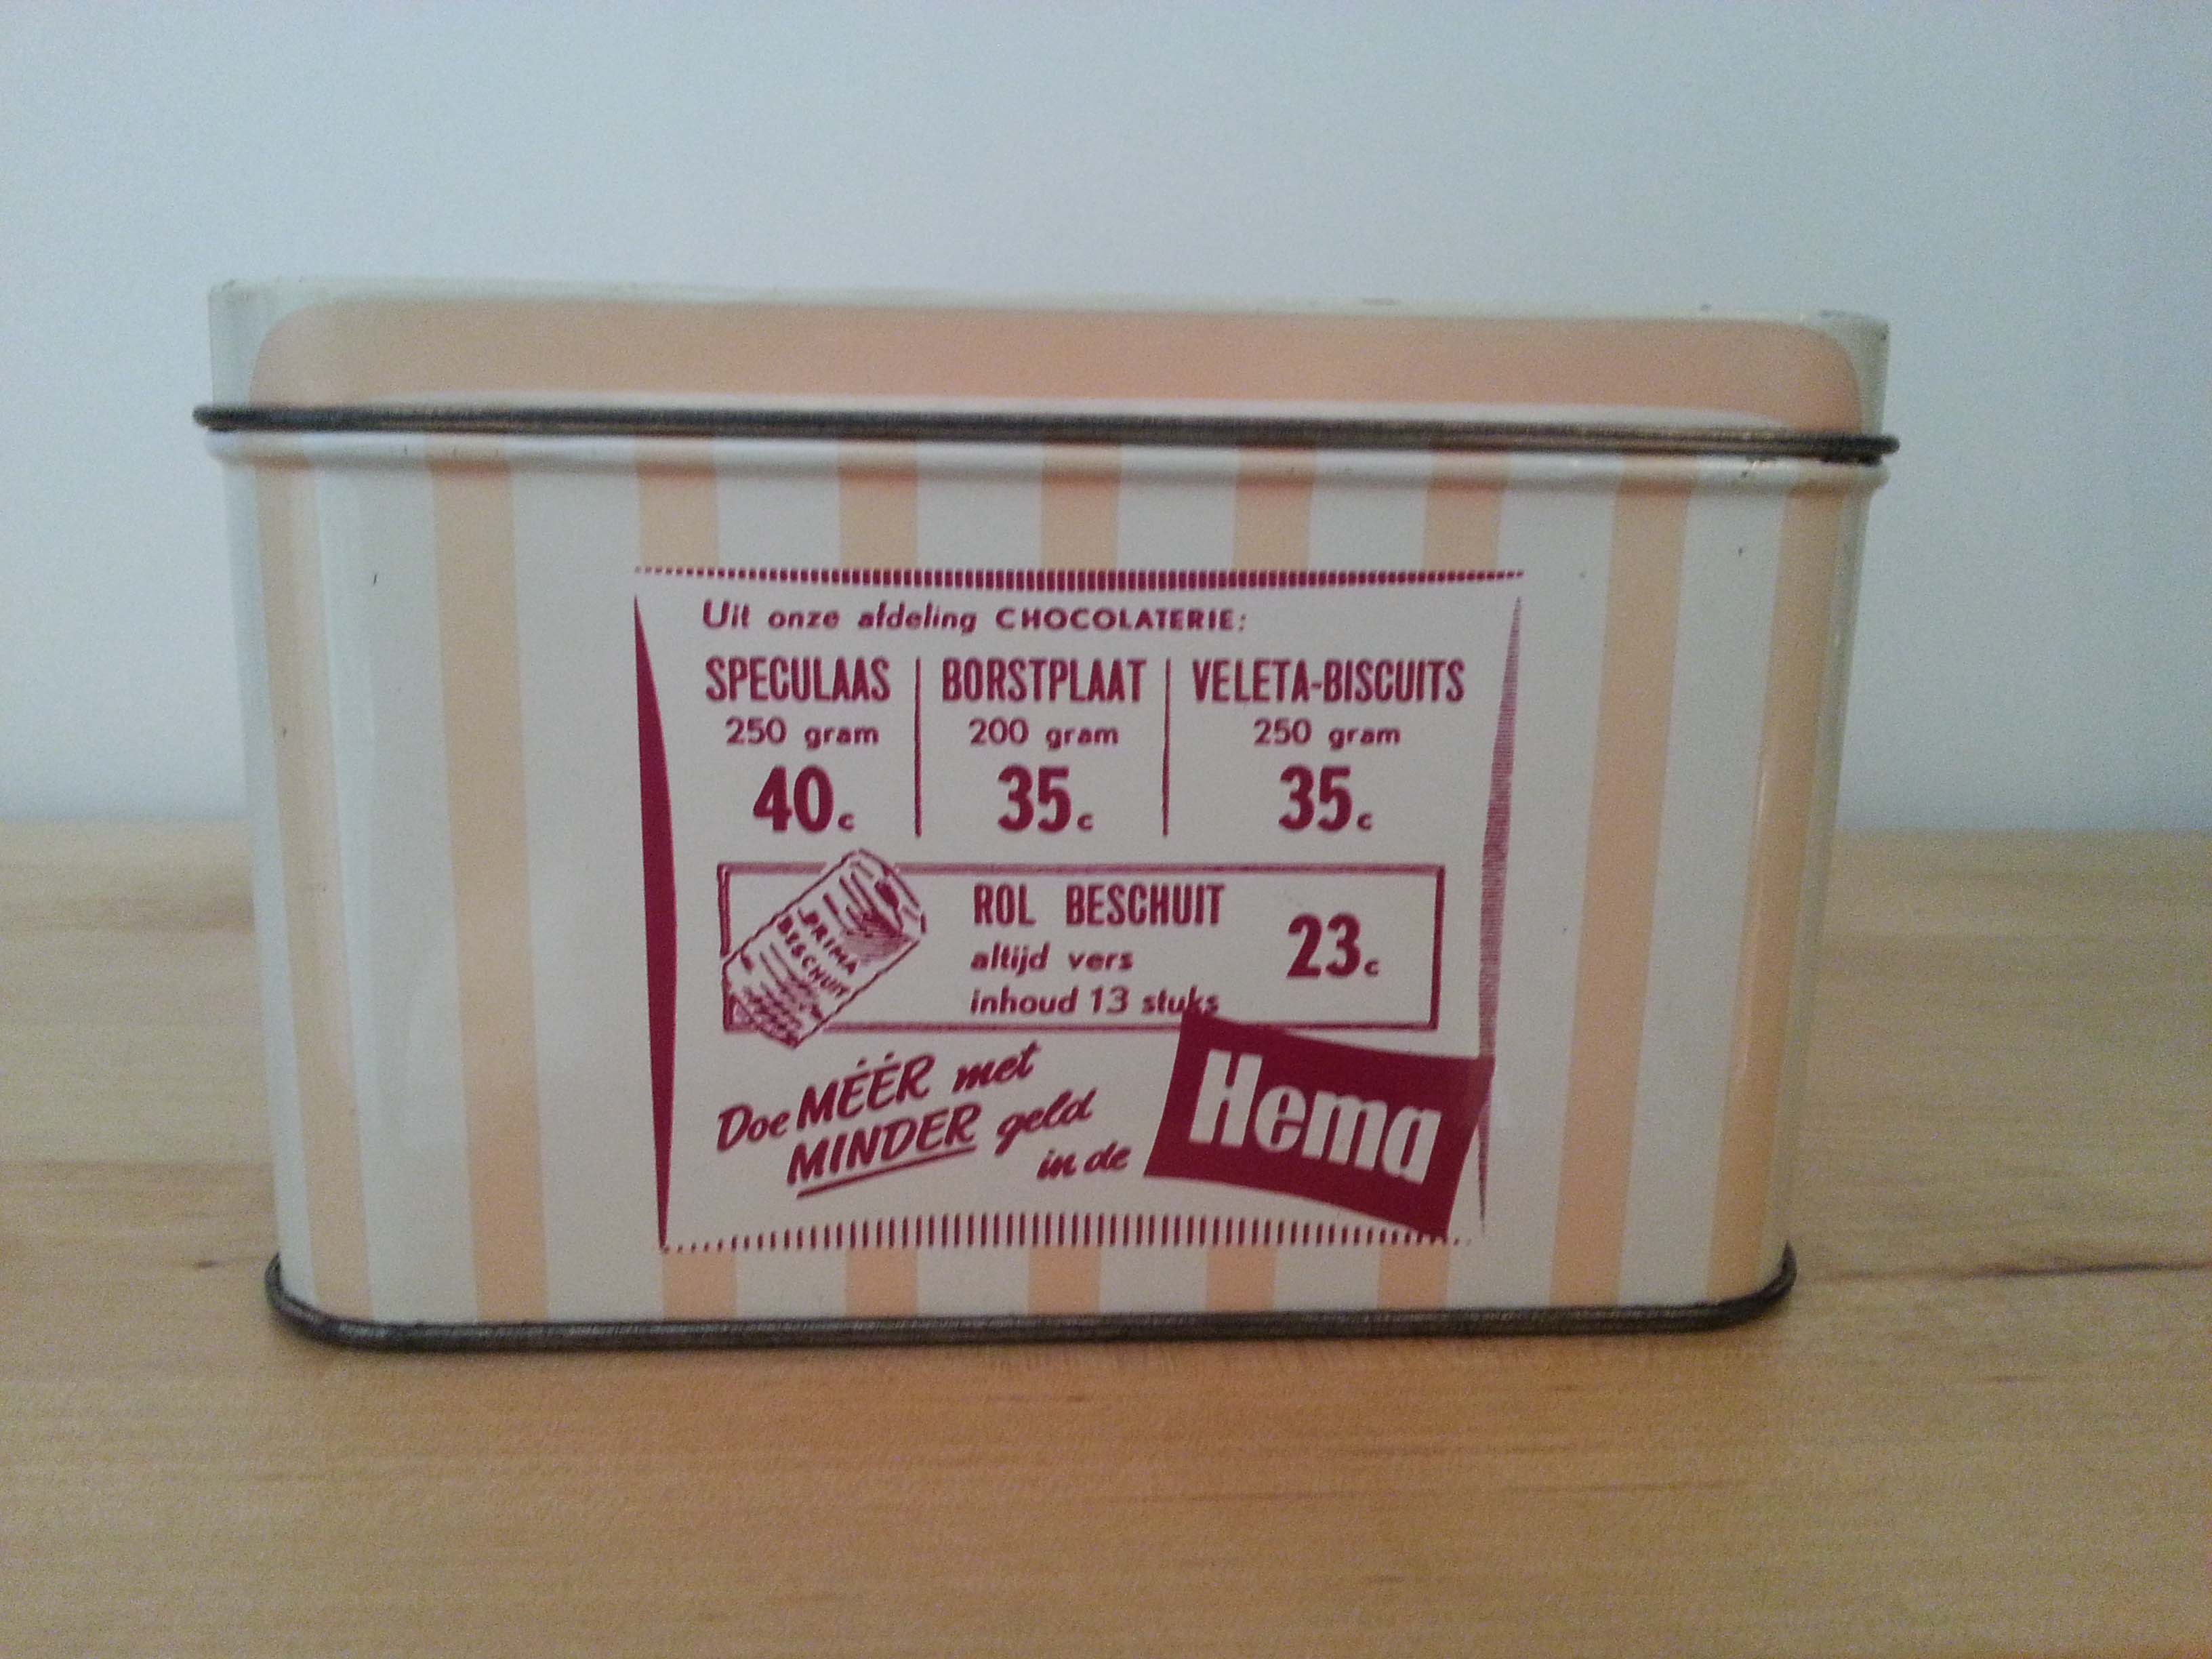 Uit onze afdeling CHOCOLATERIE:
SPECULAAS
250 gram
40c
BORSTPLAAT
200 gram
35c
VELETA-BISCUITS
250 gram
35c
PRIMA
BESCHUIT
ROL BESCHUIT
altijd vers
inhoud 13 stuks
23c
Doe MÉÉR met
MINDER geld
in de
Hema